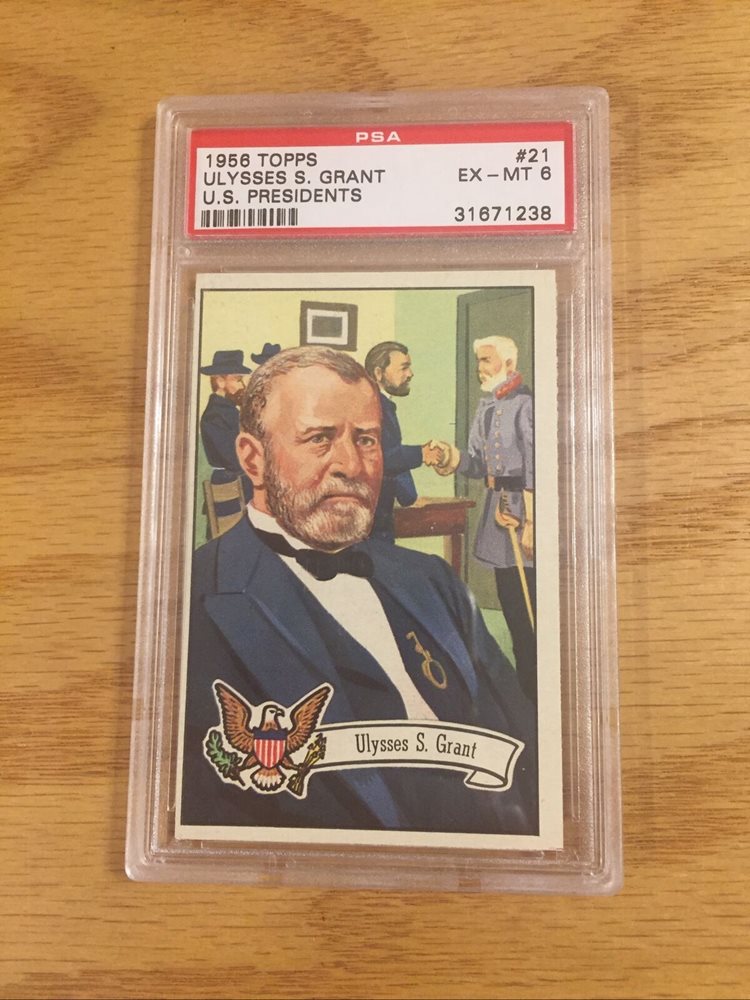 PSA
1956 TOPPS #21
ULYSSES S. GRANT EX - MT 6
U.S. PRESIDENTS
31671238
Ulysses S. Grant